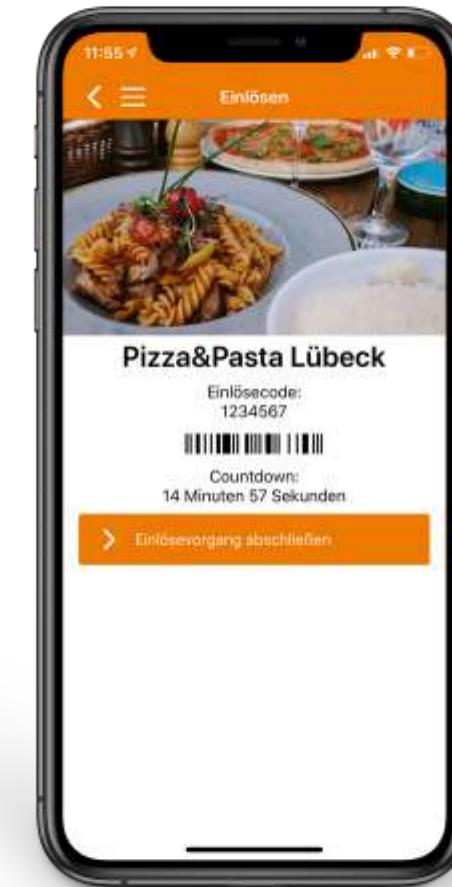 11:55
Einlösen
Pizza&Pasta Lübeck
Einlösecode:
1234567
Countdown:
14 Minuten 57 Sekunden
Einlösevorgang abschließen